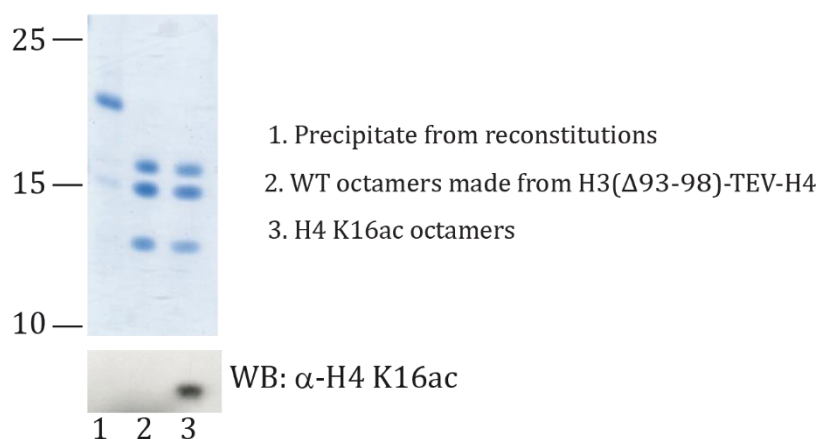 25
15
10
1. Precipitate from reconstitutions
2. WT octamers made from H3(Δ93-98)-TEV-H4
3. H4 K16ac octamers
WB: α-H4 K16ac
1 2 3